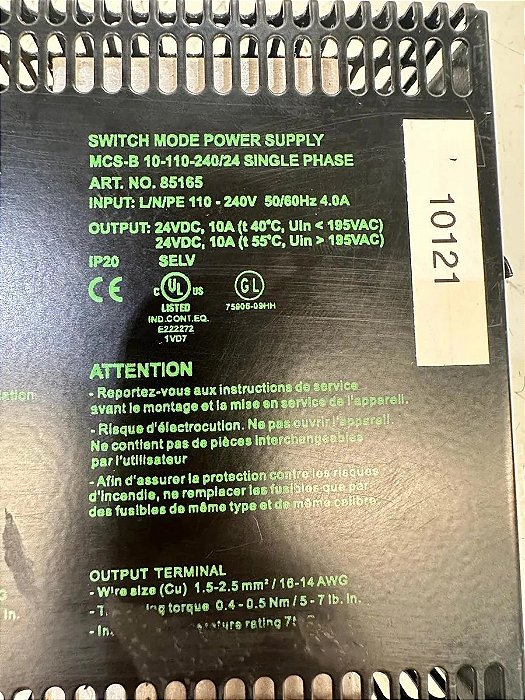 SWITCH MODE POWER SUPPLY
MCS-B 10-110-240/24 SINGLE PHASE
ART. NO. 85165
INPUT: L/N/PE 110 - 240V 50/60Hz 4.0A
OUTPUT: 24VDC, 10A (t 40°C, Uin < 195VAC)
24VDC, 10A (t 55°C, Uin > 195VAC)
IP20 SELV
CE C UL US GL
LISTED 75905-09HH
IND.CONT.EQ.
E222272
1VD7
10121
ATTENTION
- Reportez-vous aux instructions de service
avant le montage et la mise en service de l'appareil.
- Risque d'électrocution. Ne pas ouvrir l'appareil
Ne contient pas de pièces interchangeables
par l'utilisateur
- Afin d'assurer la protection contre les risques
d'incendie, ne remplacer les fusibles que par
des fusibles de même type et de même calibre.
OUTPUT TERMINAL
- Wire size (Cu) 1.5-2.5 mm² / 16-14 AWG
torque 0.4 - 0.5 Nm / 5 - 7 lb. in.
rating
in.